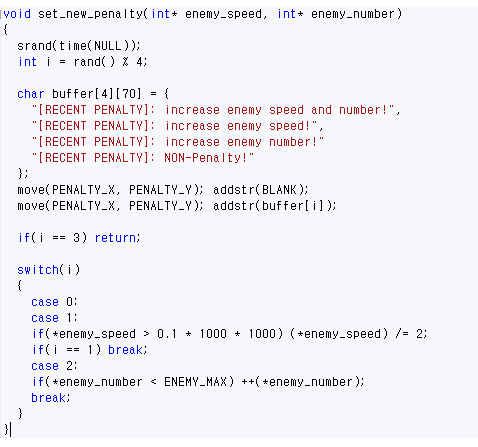 void set_new_penalty(int* enemy_speed, int* enemy_number)
{
  srand(time(NULL));
  int i = rand() % 4;

  char buffer[4][70] = {
    "[RECENT PENALTY]: increase enemy speed and number!",
    "[RECENT PENALTY]: increase enemy speed!",
    "[RECENT PENALTY]: increase enemy number!"
    "[RECENT PENALTY]: NON-Penalty!"
  };
  move(PENALTY_X, PENALTY_Y); addstr(BLANK);
  move(PENALTY_X, PENALTY_Y); addstr(buffer[i]);

  if(i == 3) return;

  switch(i)
  {
    case 0:
    case 1:
    if(*enemy_speed > 0.1 * 1000 * 1000) (*enemy_speed) /= 2;
    if(i == 1) break;
    case 2:
    if(*enemy_number < ENEMY_MAX) ++(*enemy_number);
    break;
  }
}